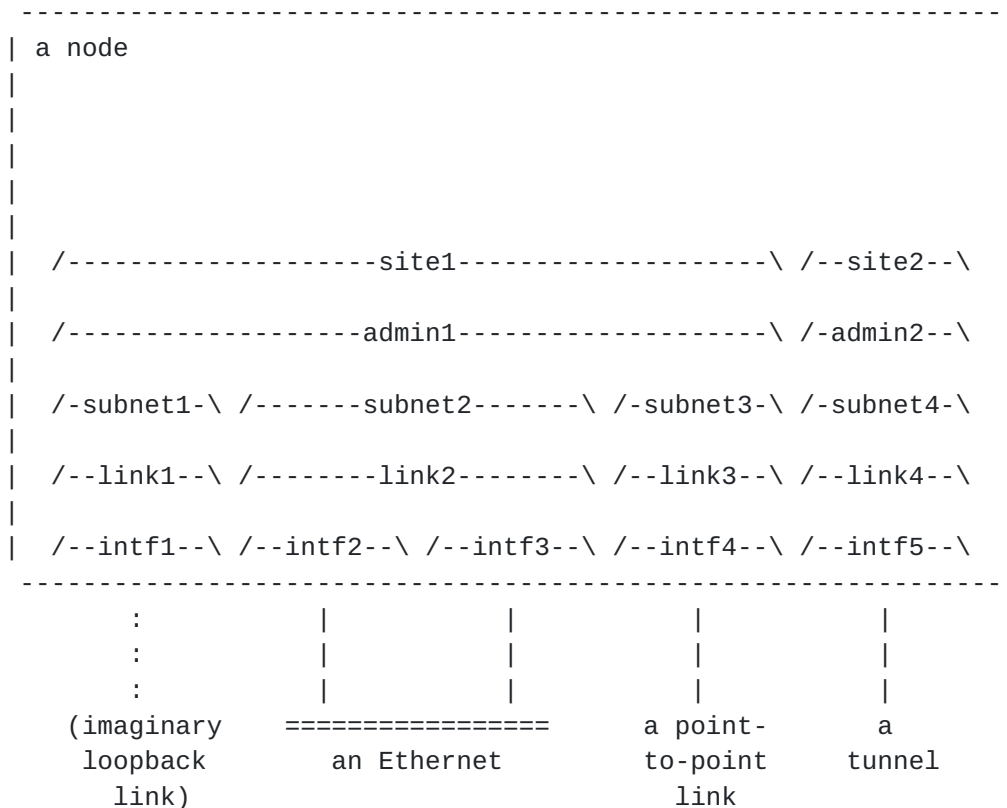 ---------------------------------------------------------------
| a node
|
|
|
|
|
|  /--------------------site1--------------------\ /--site2--\
|
|  /-------------------admin1--------------------\ /-admin2--\
|
|  /-subnet1-\ /-------subnet2-------\ /-subnet3-\ /-subnet4-\
|
|  /--link1--\ /--------link2--------\ /--link3--\ /--link4--\
|
|  /--intf1--\ /--intf2--\ /--intf3--\ /--intf4--\ /--intf5--\
---------------------------------------------------------------
        :           |           |           |           |
        :           |           |           |           |
        :           |           |           |           |
    (imaginary  =================      a point-       a
     loopback      an Ethernet         to-point     tunnel
       link)                             link